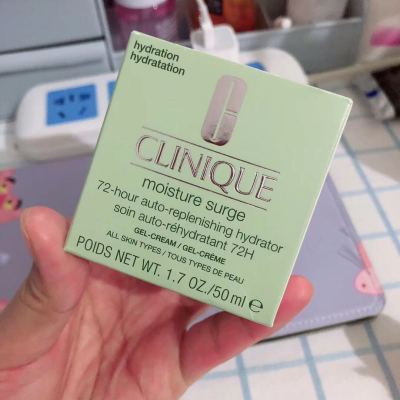 hydration
hydratation
CLINIQUE
moisture surge
72-hour auto-replenishing hydrator
soin auto-réhydratant 72H
GEL-CREAM / GEL-CRÈME
ALL SKIN TYPES / TOUS TYPES DE PEAU
POIDS NET WT. 1.7 OZ./50 ml e